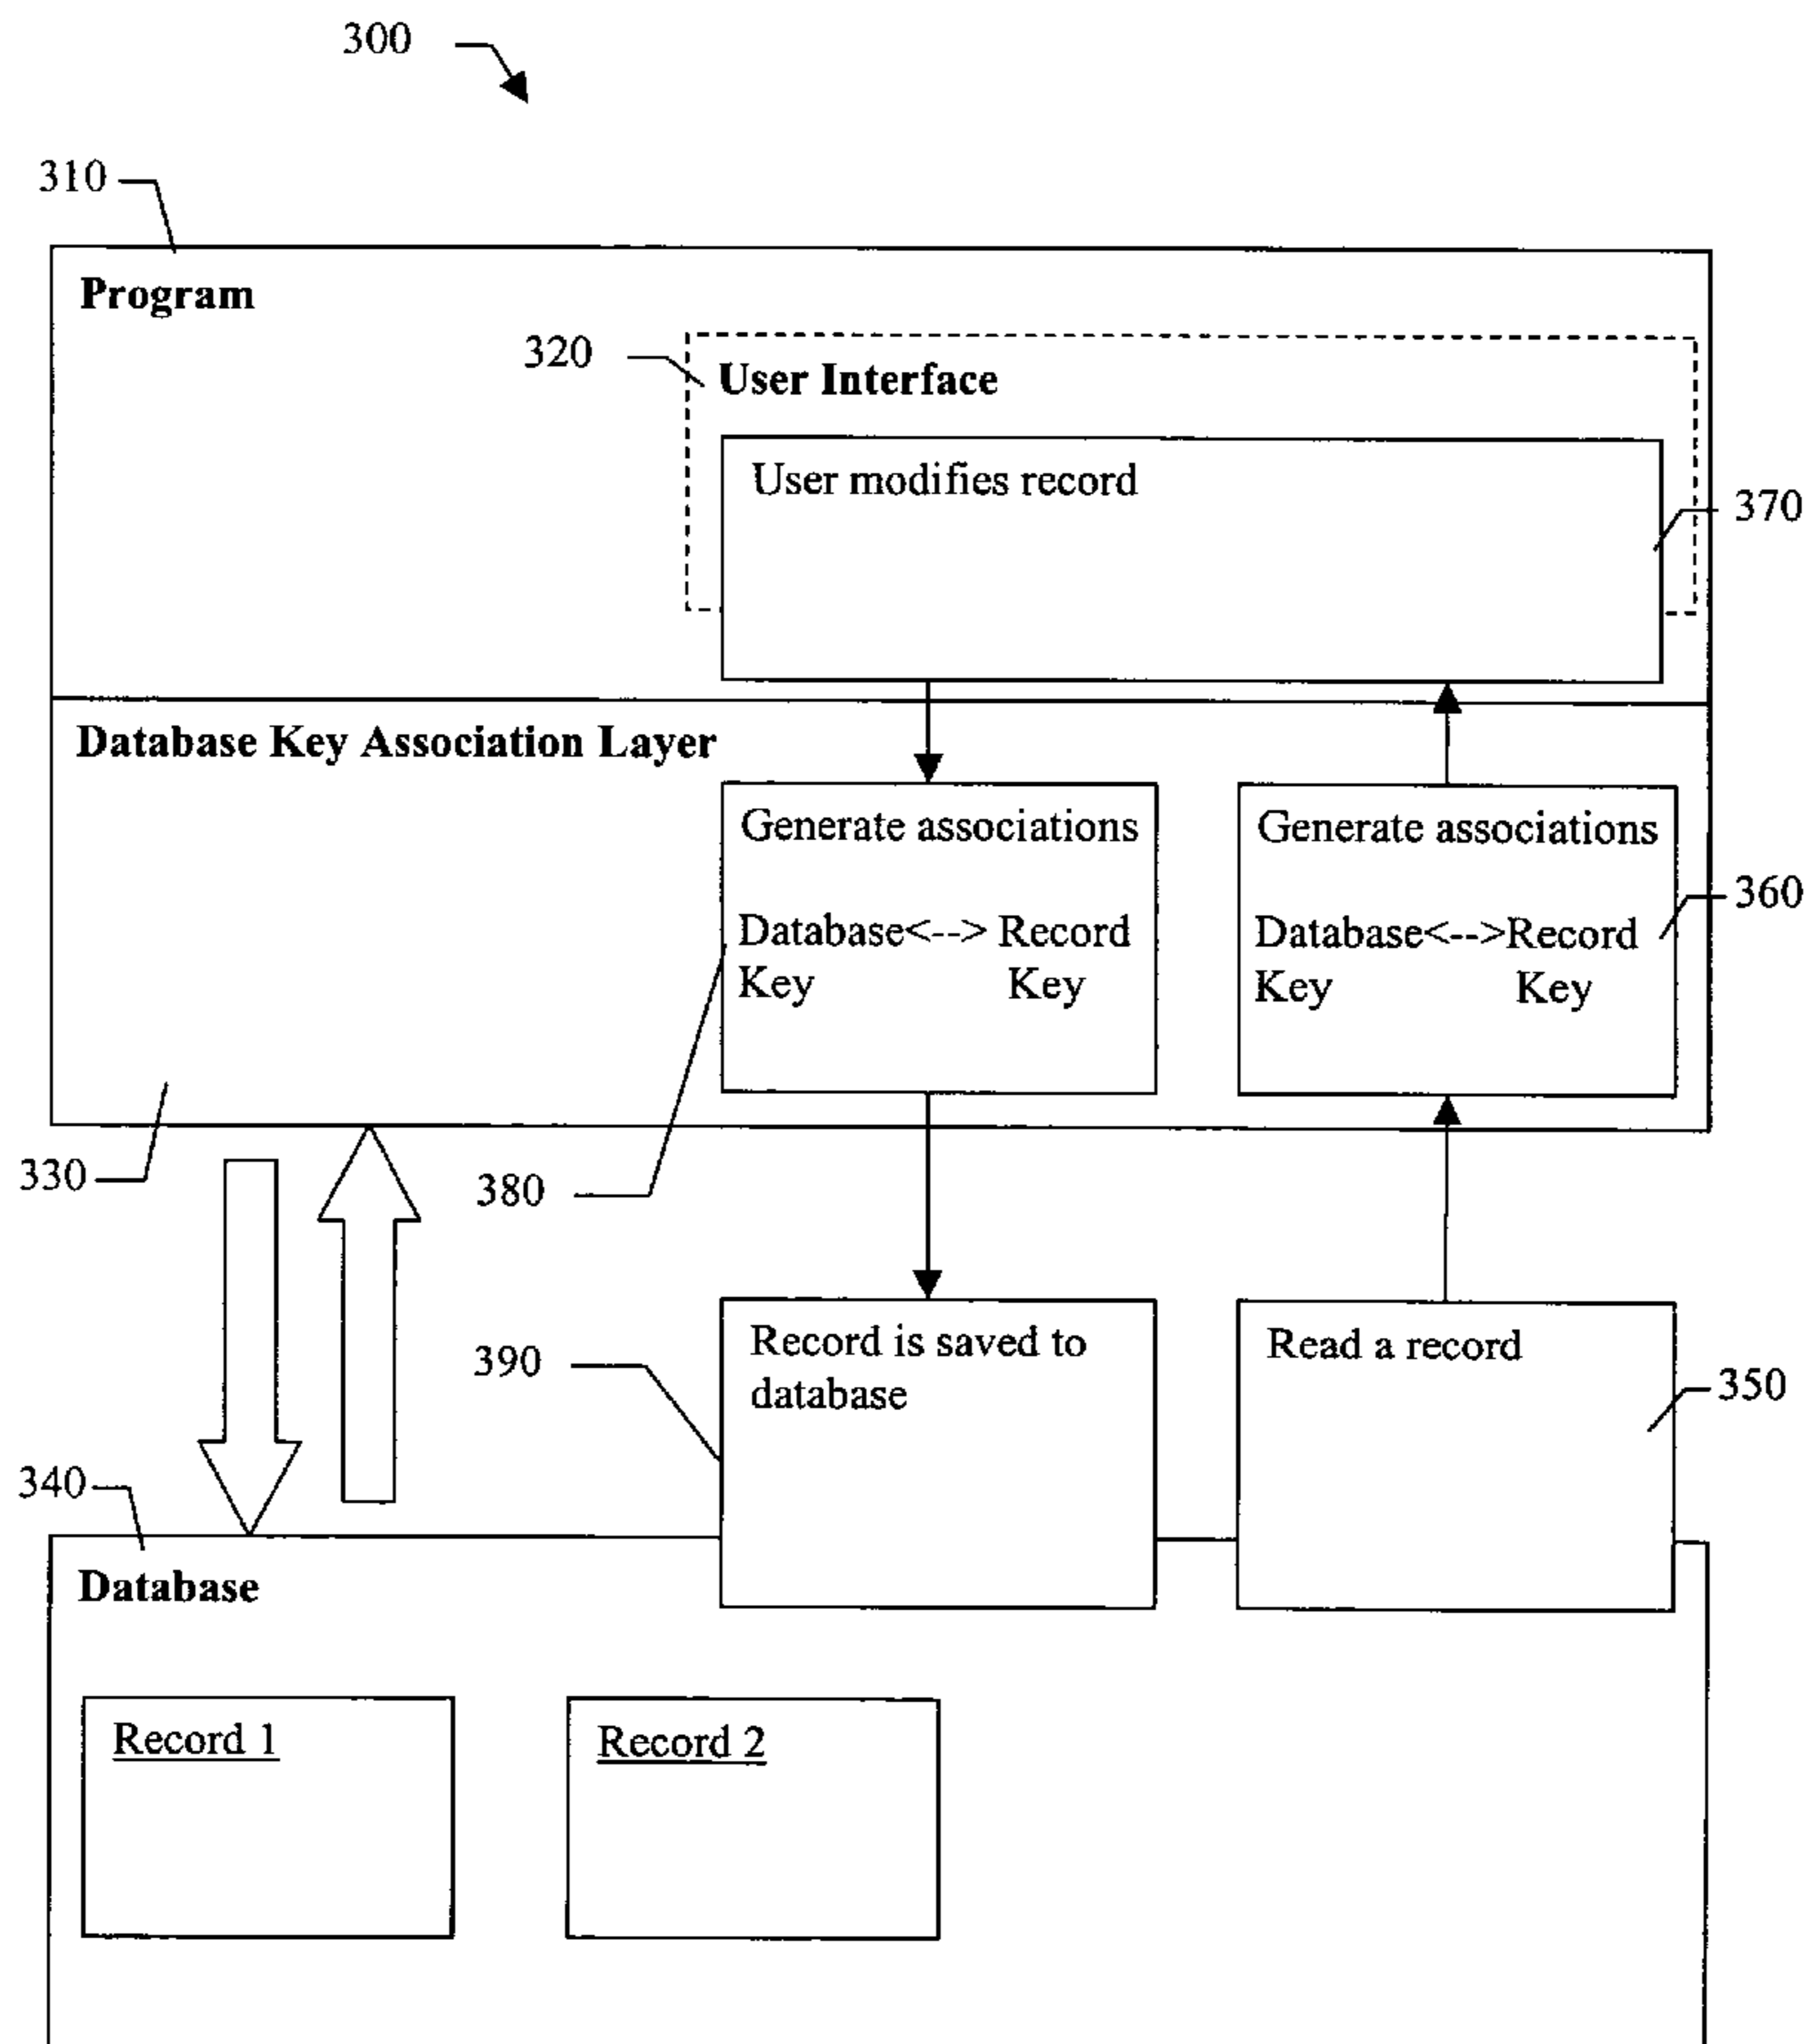 300
310
Program
320
User Interface
User modifies record
370
Database Key Association Layer
Generate associations
Database<--> Record
Key Key
380
Generate associations
Database<-->Record
Key Key
360
330
390
Record is saved to
database
Read a record
350
340
Database
Record 1
Record 2